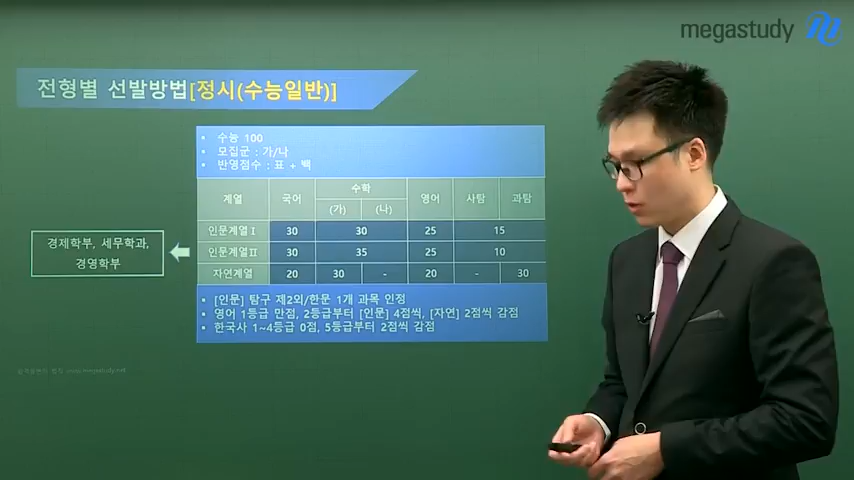 megastudy
전형별 선발방법[정시(수능일반)]
• 수능 100
• 모집군 : 가/나
• 반영점수 : 표 + 백
계열 국어 수학 영어 사탐 과탐
(가) (나)
인문계열Ⅰ 30 30 25 15
인문계열Ⅱ 30 35 25 10
자연계열 20 30 - 20 - 30
경제학부, 세무학과,
경영학부
• [인문] 탐구 제2외/한문 1개 과목 인정
• 영어 1등급 만점, 2등급부터 [인문] 4점씩, [자연] 2점씩 감점
• 한국사 1~4등급 0점, 5등급부터 2점씩 감점